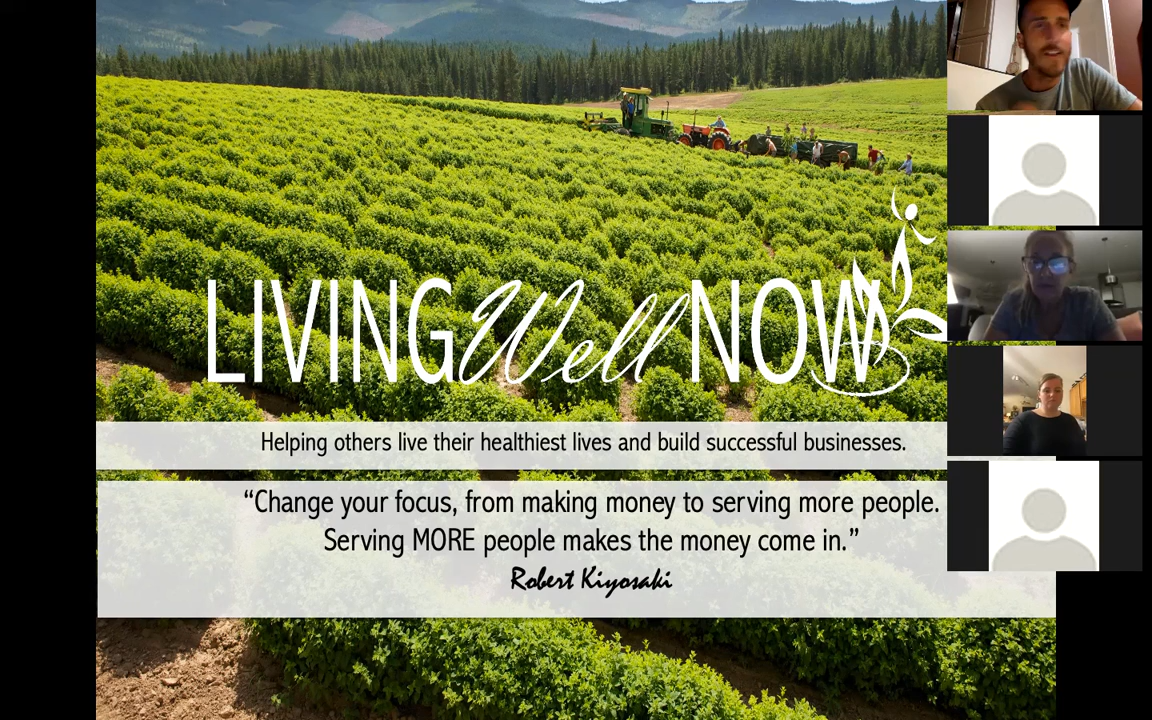 LIVING Well NOW
Helping others live their healthiest lives and build successful businesses.
“Change your focus, from making money to serving more people.
Serving MORE people makes the money come in.”
Robert Kiyosaki